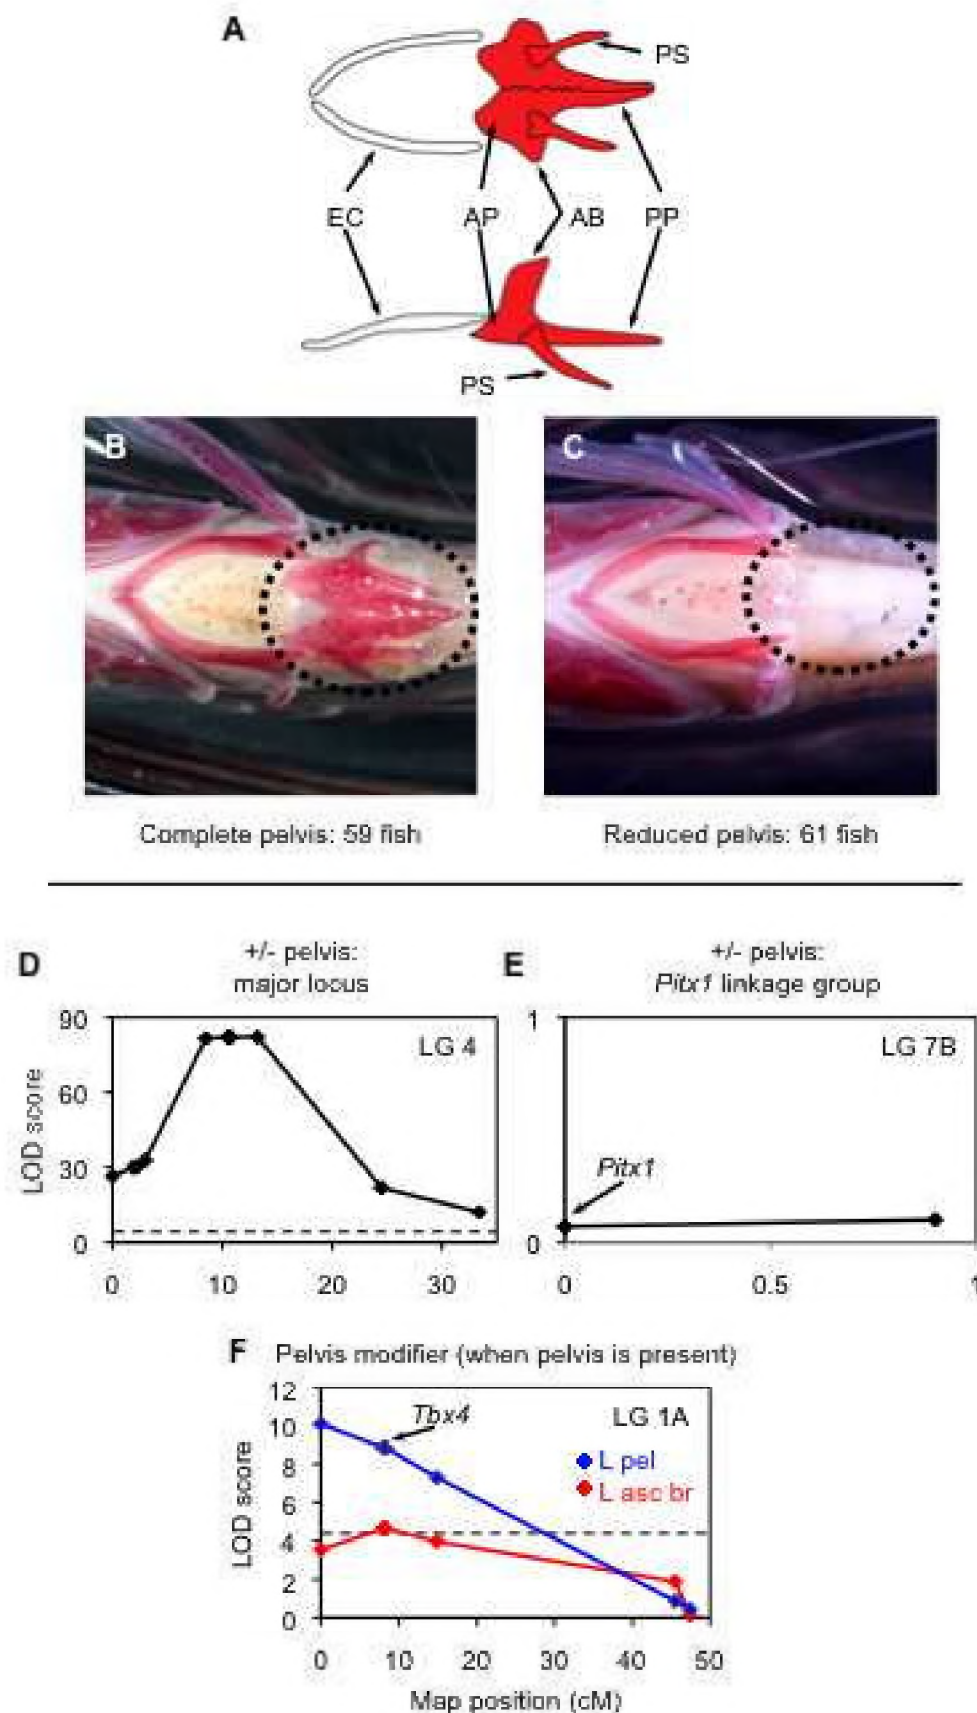 A
PS
EC
AP
AB
PP
PS
B
C
Complete pelvis: 59 fish
Reduced pelvis: 61 fish
D
+/- pelvis:
major locus
LOD score
90
60
30
0
LG 4
0 10 20 30
E
+/- pelvis:
Pitx1 linkage group
1
0
LG 7B
Pitx1
0 0.5 1
F Pelvis modifier (when pelvis is present)
LOD score
12
10
8
6
4
2
0
Tbx4
LG 1A
L pel
L asc br
0 10 20 30 40 50
Map position (cM)